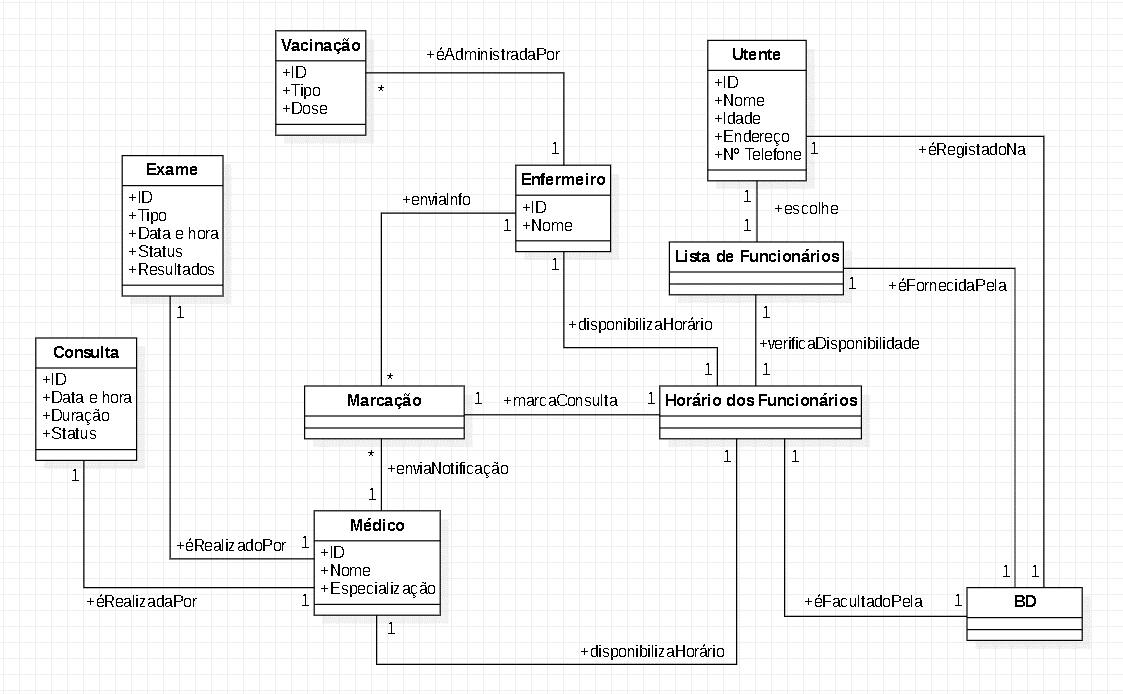 Vacinação
+ID
+Tipo
+Dose
+éAdministradaPor
*
1
Utente
+ID
+Nome
+Idade
+Endereço
+Nº Telefone
1
+éRegistadoNa
1
+escolhe
1
Exame
+ID
+Tipo
+Data e hora
+Status
+Resultados
1
+enviaInfo
1
Enfermeiro
+ID
+Nome
1
Lista de Funcionários
1
+éFornecidaPela
1
+disponibilizaHorário
+verificaDisponibilidade
1
1
Consulta
+ID
+Data e hora
+Duração
+Status
1
*
Marcação
1
+marcaConsulta
1
Horário dos Funcionários
*
+enviaNotificação
1
1
1
Médico
+ID
+Nome
+Especialização
+éRealizadoPor
1
+éRealizadaPor
1
1
+disponibilizaHorário
1
1
+éFacultadoPela
1
BD